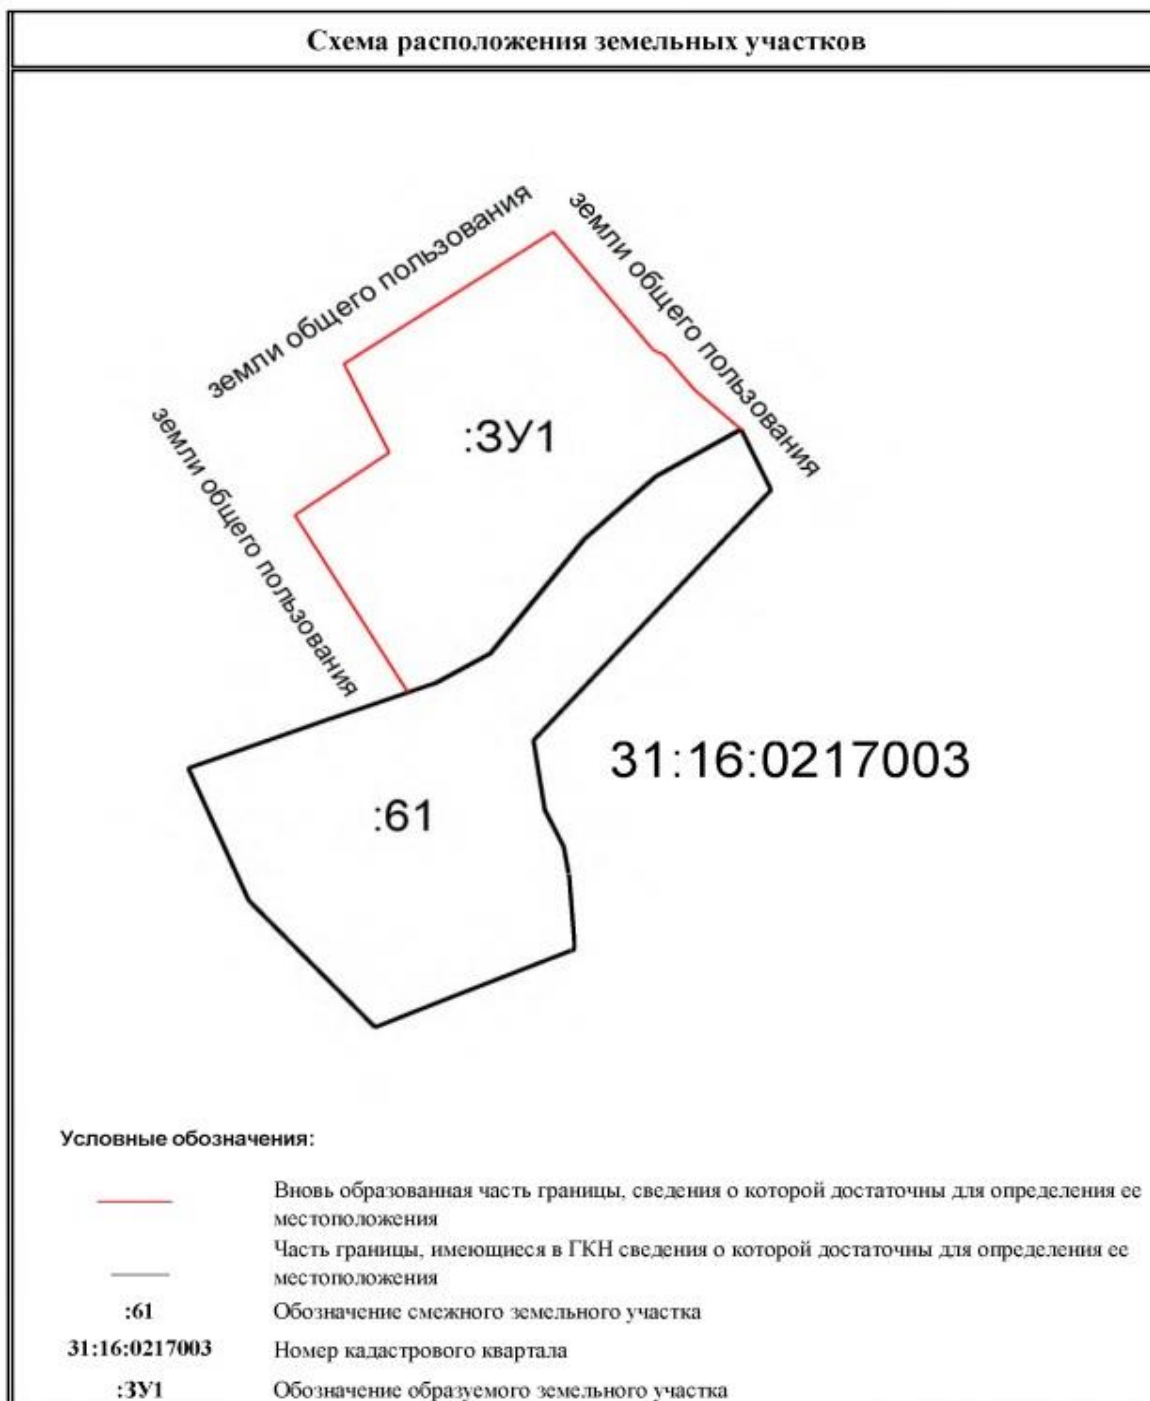 Схема расположения земельных участков
земли общего пользования
земли общего пользования
земли общего пользования
:ЗУ1
31:16:0217003
:61
Условные обозначения:
Вновь образованная часть границы, сведения о которой достаточны для определения ее
местоположения
Часть границы, имеющиеся в ГКН сведения о которой достаточны для определения ее
местоположения
:61 Обозначение смежного земельного участка
31:16:0217003 Номер кадастрового квартала
:ЗУ1 Обозначение образуемого земельного участка